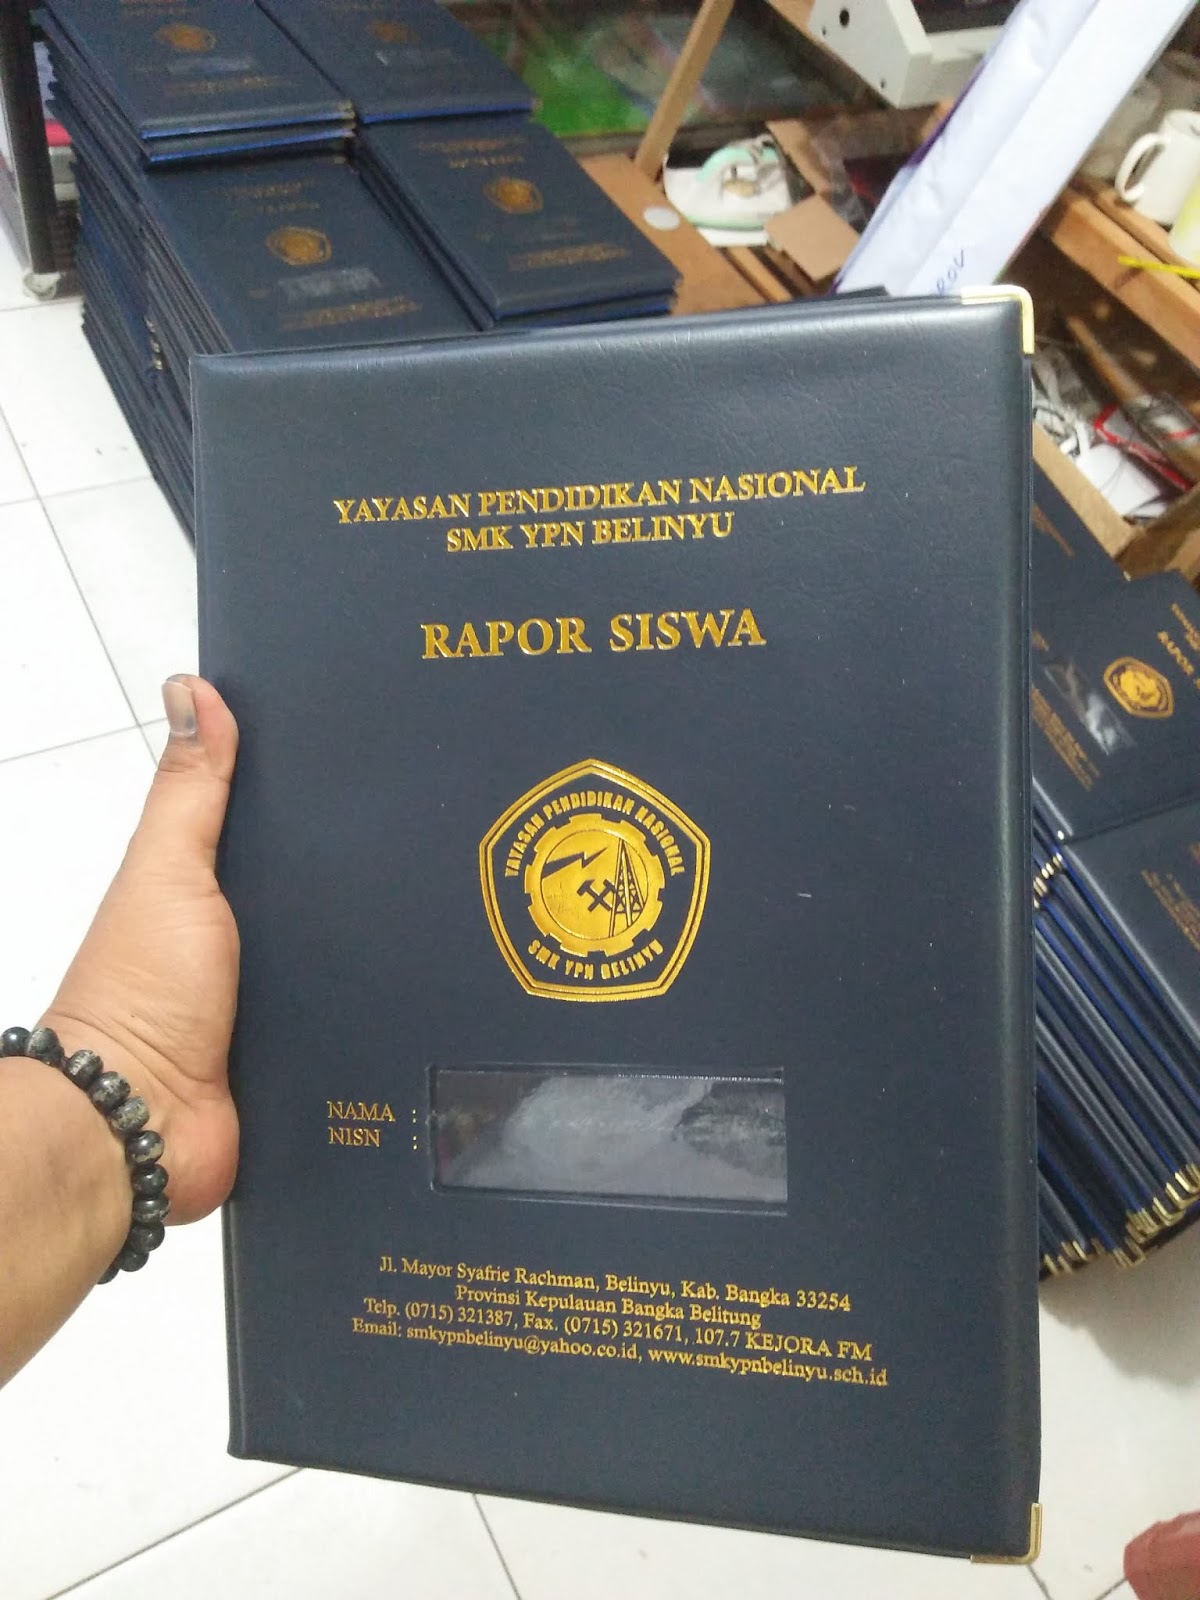 YAYASAN PENDIDIKAN NASIONAL
SMK YPN BELINYU
RAPOR SISWA
YAYASAN PENDIDIKAN NASIONAL
SMK YPN BELINYU
NAMA :
NISN :
Jl. Mayor Syafrie Rachman, Belinyu, Kab. Bangka 33254
Provinsi Kepulauan Bangka Belitung
Telp. (0715) 321387, Fax. (0715) 321671, 107.7 KEJORA FM
Email: smkypnbelinyu@yahoo.co.id, www.smkypnbelinyu.sch.id
RAPOR